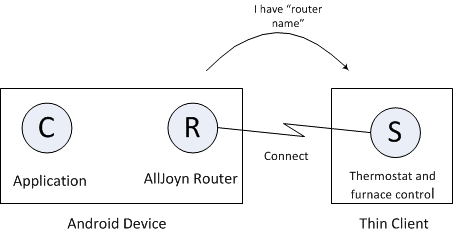 I have “router
name”
C
R
S
Connect
Application
AllJoyn Router
Thermostat and
furnace control
Android Device
Thin Client